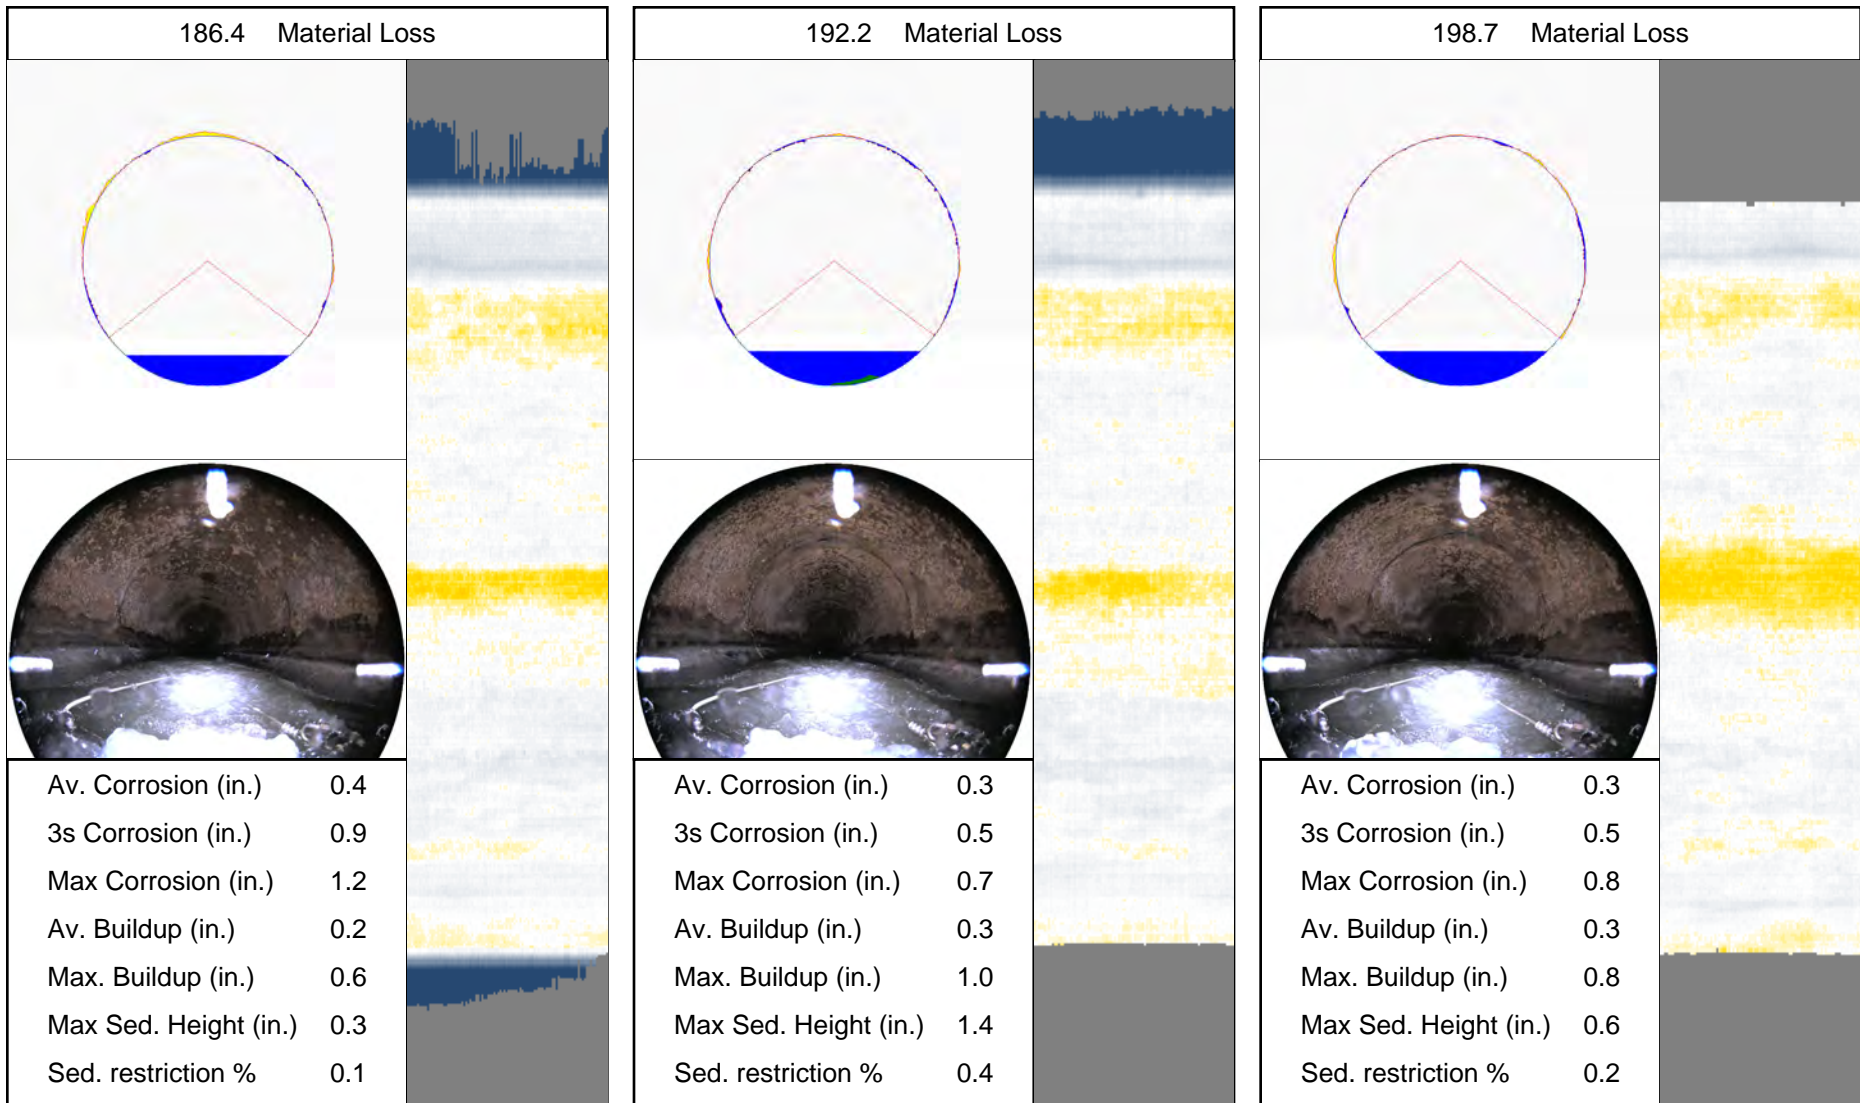 186.4 Material Loss
Av. Corrosion (in.) 0.4
3s Corrosion (in.) 0.9
Max Corrosion (in.) 1.2
Av. Buildup (in.) 0.2
Max. Buildup (in.) 0.6
Max Sed. Height (in.) 0.3
Sed. restriction % 0.1
192.2 Material Loss
Av. Corrosion (in.) 0.3
3s Corrosion (in.) 0.5
Max Corrosion (in.) 0.7
Av. Buildup (in.) 0.3
Max. Buildup (in.) 1.0
Max Sed. Height (in.) 1.4
Sed. restriction % 0.4
198.7 Material Loss
Av. Corrosion (in.) 0.3
3s Corrosion (in.) 0.5
Max Corrosion (in.) 0.8
Av. Buildup (in.) 0.3
Max. Buildup (in.) 0.8
Max Sed. Height (in.) 0.6
Sed. restriction % 0.2